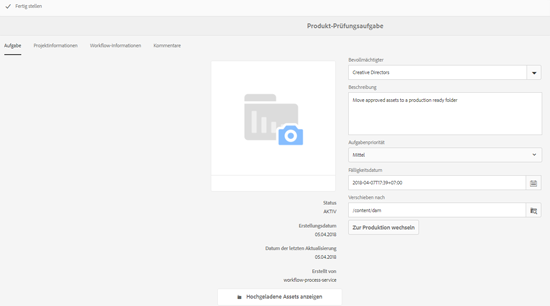 Fertig stellen
Produkt-Prüfungsaufgabe
Aufgabe Projektinformationen Workflow-Informationen Kommentare
Bevollmächtigter
Creative Directors
Beschreibung
Move approved assets to a production ready folder
Aufgabenpriorität
Mittel
Fälligkeitsdatum
2018-04-07T17:39+07:00
Verschieben nach
/content/dam
Zur Produktion wechseln
Status
AKTIV
Erstellungsdatum
05.04.2018
Datum der letzten Aktualisierung
05.04.2018
Erstellt von
workflow-process-service
Hochgeladene Assets anzeigen